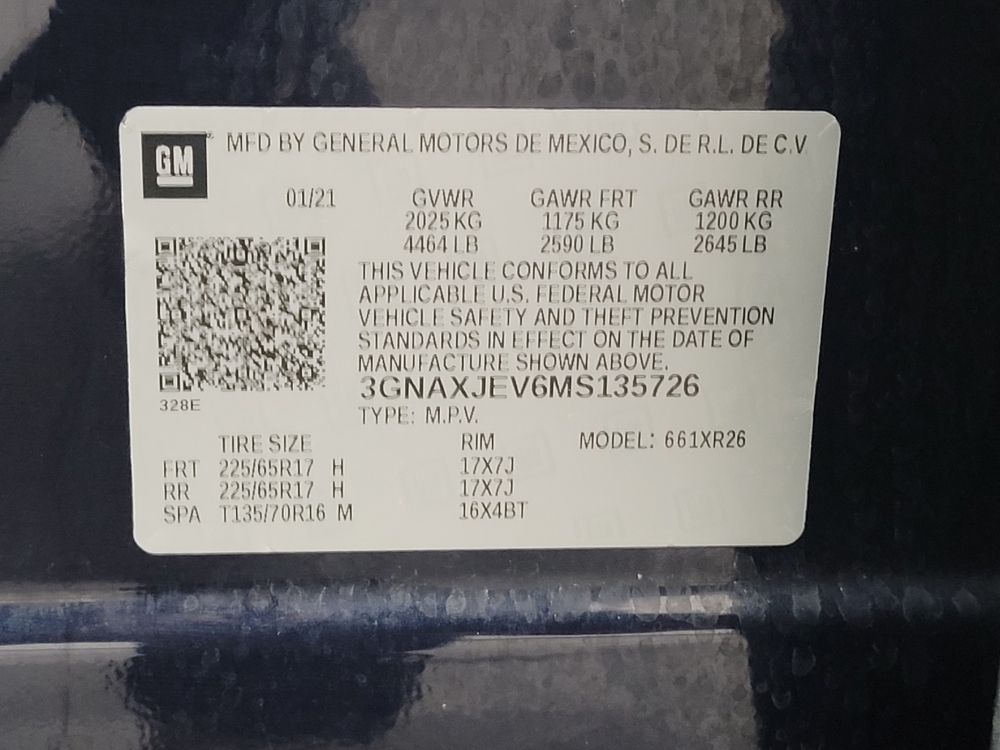 GM
MFD BY GENERAL MOTORS DE MEXICO, S. DE R.L. DE C.V.
01/21 GVWR GAWR FRT GAWR RR
2025 KG 1175 KG 1200 KG
4464 LB 2590 LB 2645 LB
THIS VEHICLE CONFORMS TO ALL
APPLICABLE U.S. FEDERAL MOTOR
VEHICLE SAFETY AND THEFT PREVENTION
STANDARDS IN EFFECT ON THE DATE OF
MANUFACTURE SHOWN ABOVE.
3GNAXJEV6MS135726
328E
TYPE: M.P.V.
TIRE SIZE RIM MODEL: 661XR26
FRT 225/65R17 H 17X7J
RR 225/65R17 H 17X7J
SPA T135/70R16 M 16X4BT